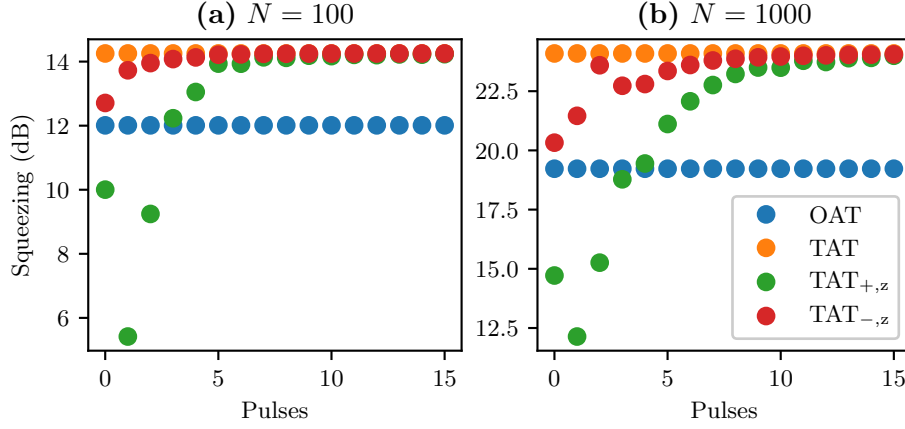 (a) N = 100
(b) N = 1000
Squeezing (dB)
14
12
10
8
6
0
5
10
15
Pulses
22.5
20.0
17.5
15.0
12.5
0
5
10
15
Pulses
OAT
TAT
TAT+,z
TAT−,z